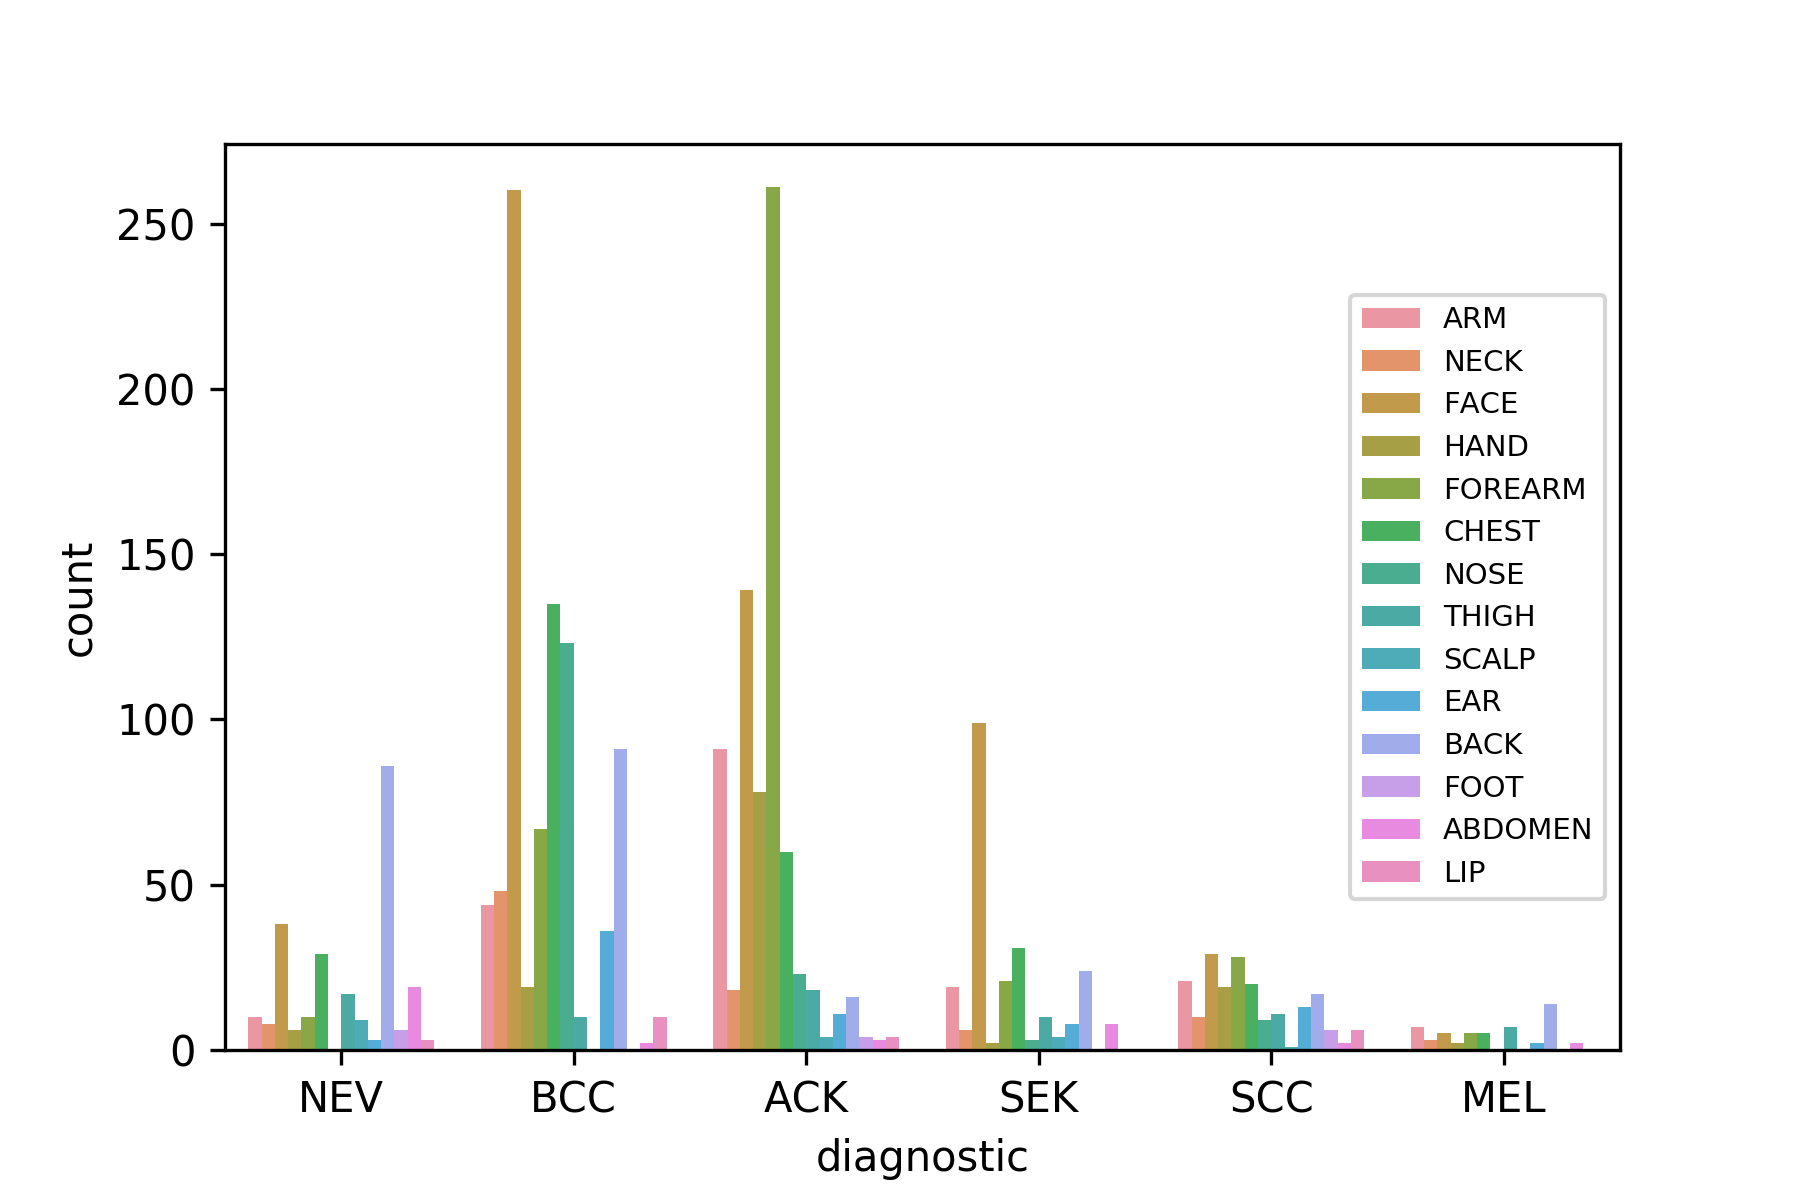 count
250
200
150
100
50
0
ARM
NECK
FACE
HAND
FOREARM
CHEST
NOSE
THIGH
SCALP
EAR
BACK
FOOT
ABDOMEN
LIP
NEV BCC ACK SEK SCC MEL
diagnostic